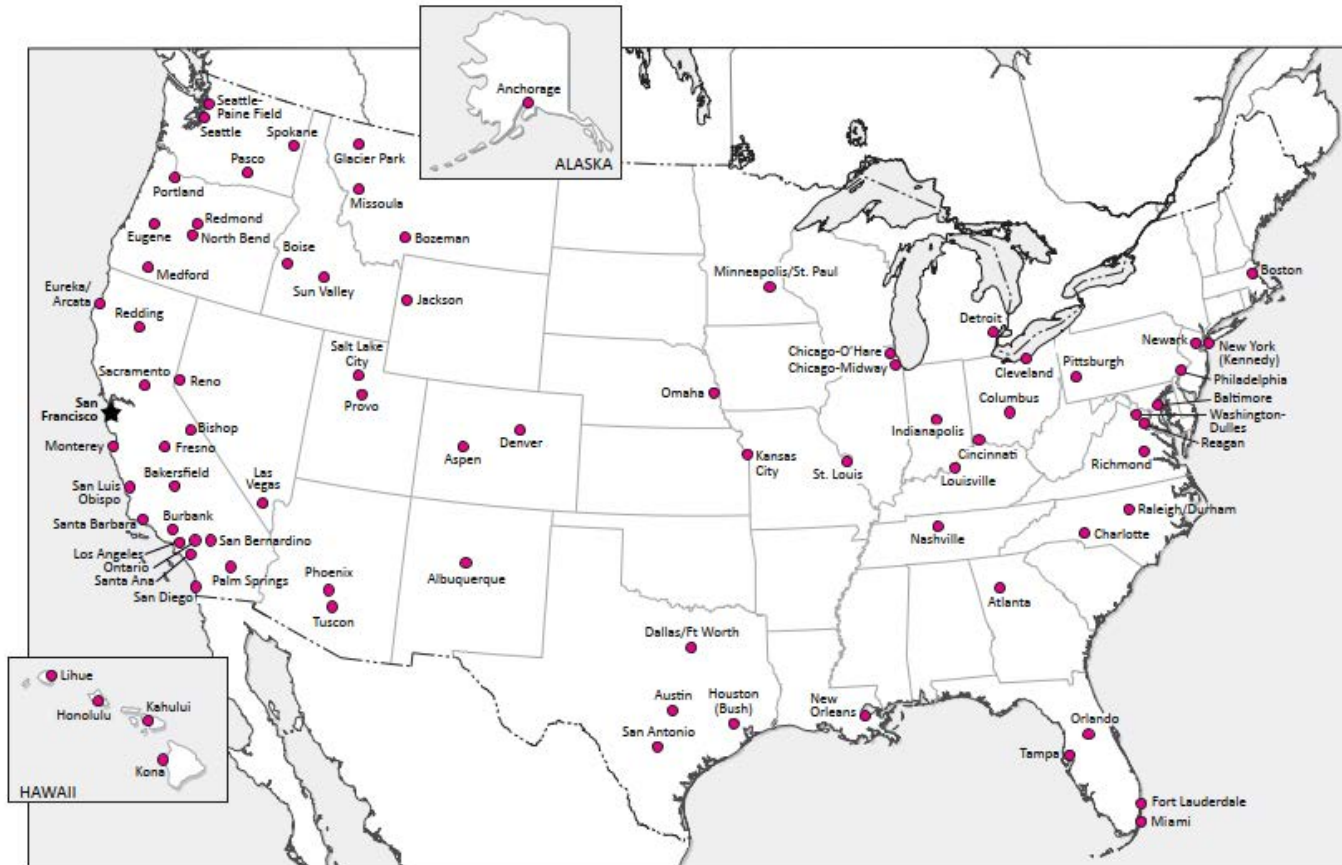 Anchorage
ALASKA
Seattle-
Paine Field
Seattle
Spokane
Pasco
Glacier Park
Portland
Missoula
Redmond
Eugene
North Bend
Bozeman
Boise
Medford
Sun Valley
Minneapolis/St. Paul
Boston
Eureka/
Arcata
Jackson
Redding
Detroit
Salt Lake
City
Chicago-O'Hare
Chicago-Midway
Cleveland
Pittsburgh
Newark
New York
(Kennedy)
Sacramento
Reno
Provo
Omaha
Columbus
Philadelphia
Baltimore
San
Francisco
Washington-
Dulles
Reagan
Bishop
Monterey
Fresno
Aspen
Denver
Indianapolis
Cincinnati
Kansas
City
St. Louis
Louisville
Richmond
Bakersfield
Las
Vegas
San Luis
Obispo
Santa Barbara
Burbank
Raleigh/Durham
Nashville
Charlotte
San Bernardino
Los Angeles
Ontario
Santa Ana
Palm Springs
San Diego
Phoenix
Tuscon
Albuquerque
Atlanta
Dallas/Ft Worth
Lihue
Honolulu
Kahului
Kona
HAWAII
Austin
Houston
(Bush)
San Antonio
New
Orleans
Orlando
Tampa
Fort Lauderdale
Miami